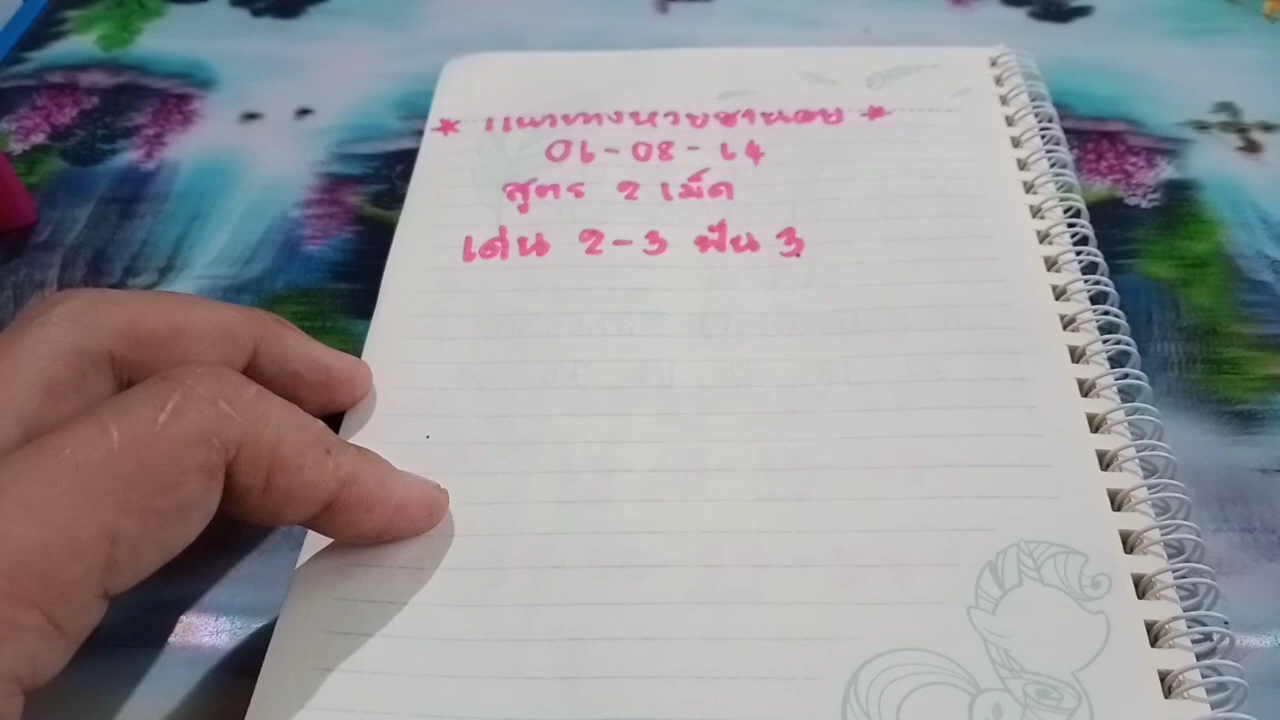 * แนวทางหวยฮานอย *
06-08-64
สูตร 2 เม็ด
เด่น 2-3 ฟัน 3